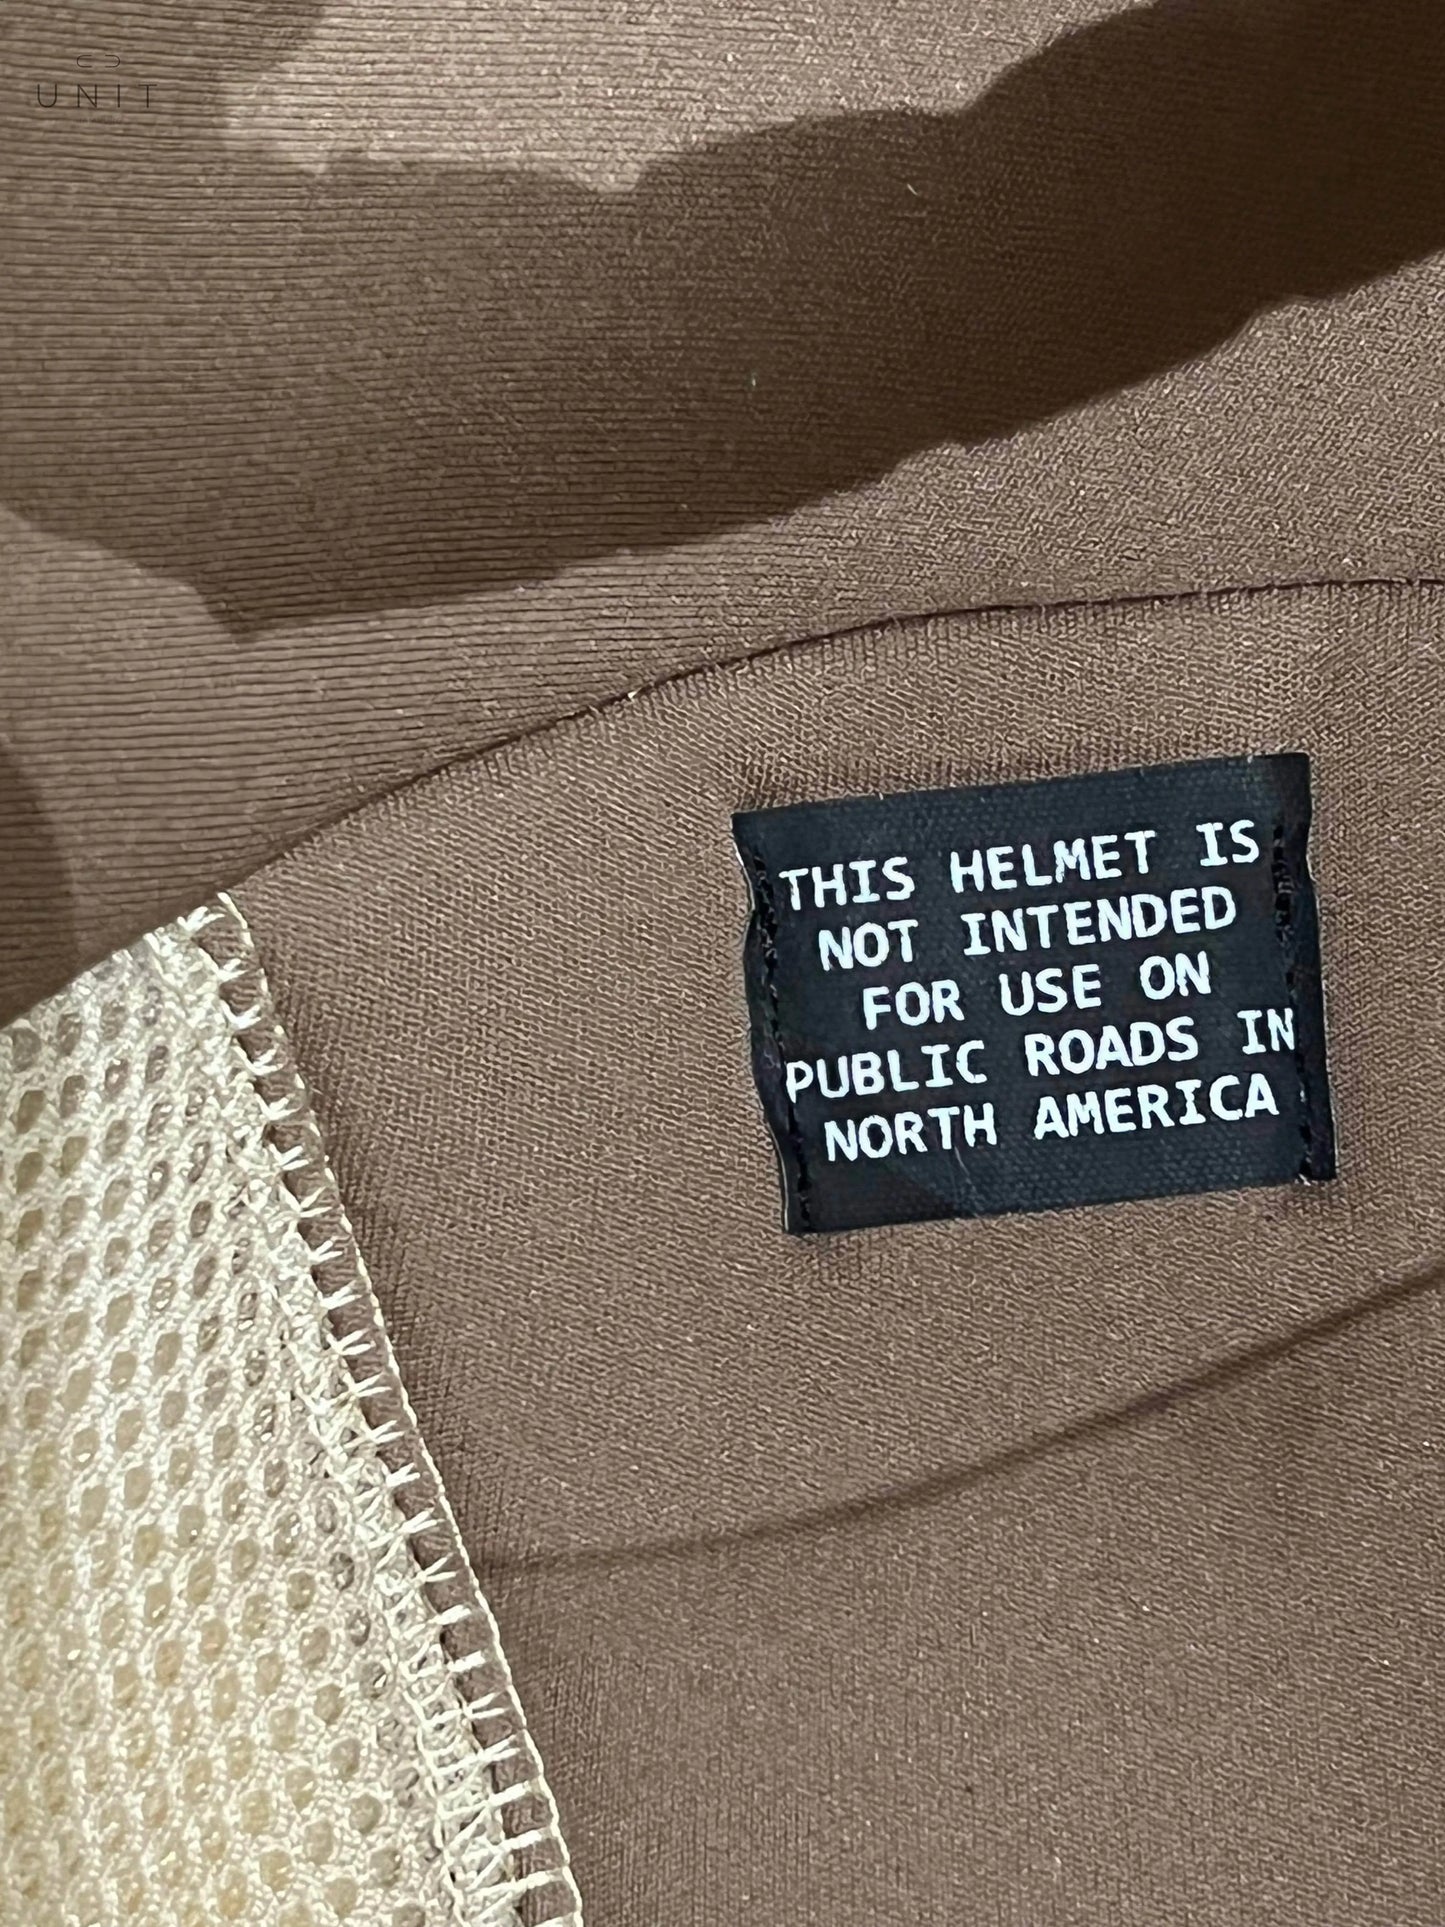 UNIT
THIS HELMET IS
NOT INTENDED
FOR USE ON
PUBLIC ROADS IN
NORTH AMERICA